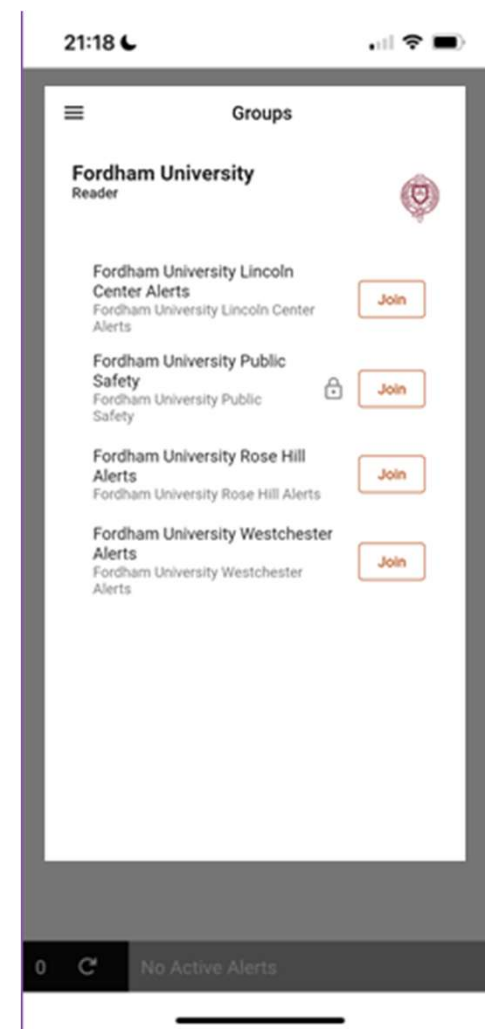 21:18
Groups
Fordham University
Reader
Fordham University Lincoln
Center Alerts
Fordham University Lincoln Center
Alerts
Join
Fordham University Public
Safety
Fordham University Public
Safety
Join
Fordham University Rose Hill
Alerts
Fordham University Rose Hill Alerts
Join
Fordham University Westchester
Alerts
Fordham University Westchester
Alerts
Join
0
No Active Alerts